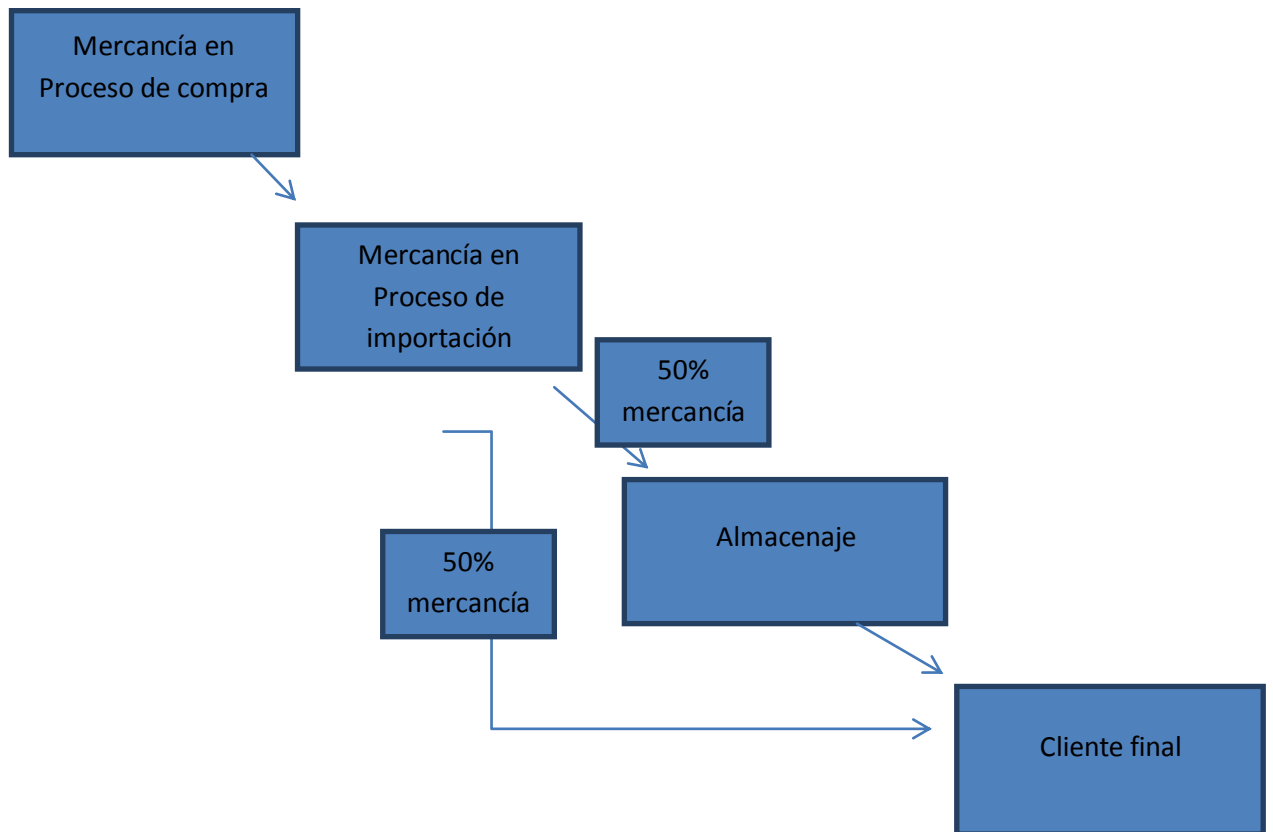 Mercancía en
Proceso de compra
Mercancía en
Proceso de
importación
50%
mercancía
Almacenaje
50%
mercancía
Cliente final